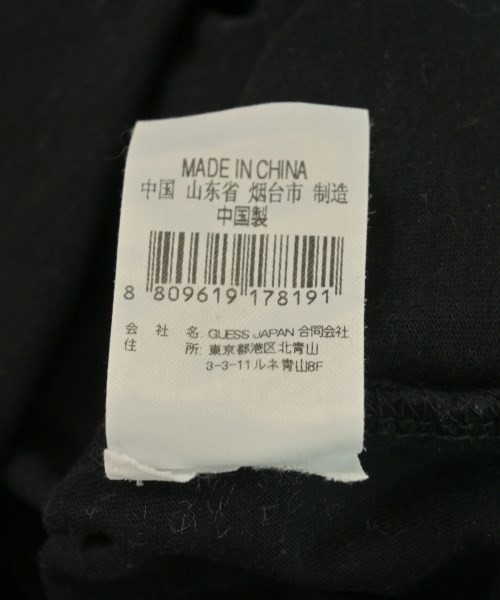 MADE IN CHINA
中国 山东省 烟台市 制造
中国製
8 809619 178191
会 社 名: GUESS JAPAN 合同会社
住 所: 東京都港区北青山
3-3-11ルネ青山8F